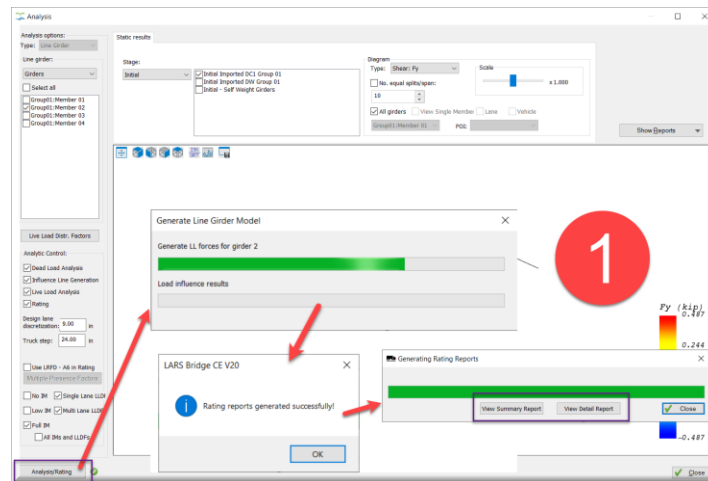 Analysis
Analysis options:
Type: Line Girder
Line girder:
Girders
Select all
Group01:Member 01
Group01:Member 02
Group01:Member 03
Group01:Member 04
Live Load Distr. Factors
Analytic Control:
Dead Load Analysis
Influence Line Generation
Live Load Analysis
Rating
Design lane
discretization: 9.00 in
Truck step: 24.00 in
Use LRFD - A6 in Rating
Multiple Presence Factors
No IM Single Lane LLDF
Low IM Multi Lane LLDF
Full IM
All IMs and LLDFs
Analysis/Rating
Static results
Stage:
Initial
Initial Imported DC1 Group 01
Initial Imported DW Group 01
Initial - Self Weight Girders
Diagram
Type: Shear: Fy
No. equal splits/span:
10
Scale
x 1.000
All girders View Single Member Lane Vehicle
Group01:Member 01 POI:
Show Reports
Generate Line Girder Model
Generate LL forces for girder 2
Load influence results
1
Fy (kip)
0.487
0.244
-0.487
LARS Bridge CE V20
Rating reports generated successfully!
OK
Generating Rating Reports
View Summary Report View Detail Report Close
Close